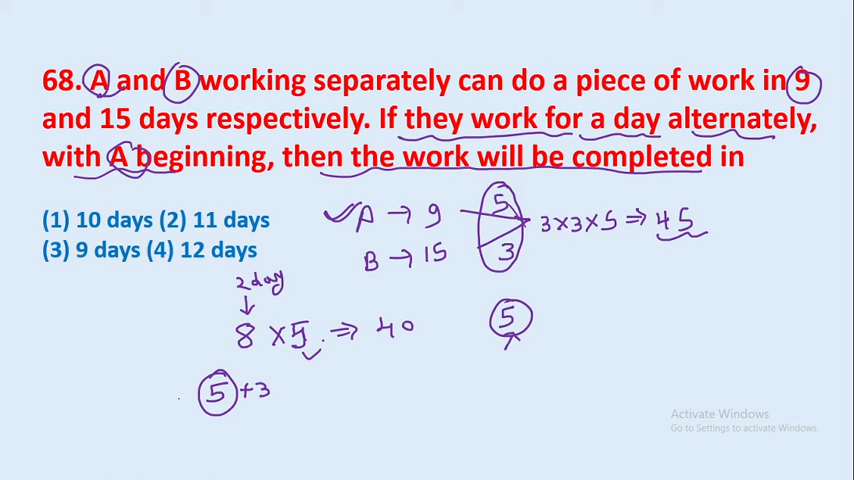 68. A and B working separately can do a piece of work in 9
and 15 days respectively. If they work for a day alternately,
with A beginning, then the work will be completed in
(1) 10 days (2) 11 days
(3) 9 days (4) 12 days
A → 9 5
3×3×5 ⇒ 45
B → 15 3
2 day
↓
8 ×5 ⇒ 40
5
5 +3
Activate Windows
Go to Settings to activate Windows.